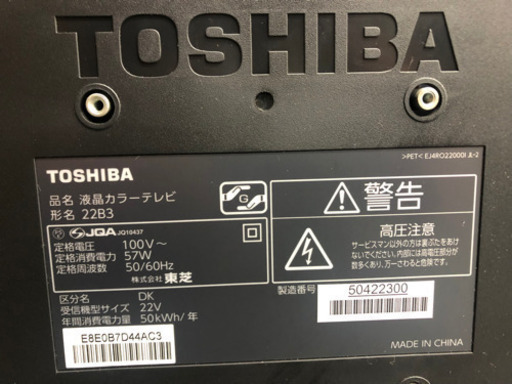 TOSHIBA
>PET< EJ4RO22000I JL-2
TOSHIBA
品名 液晶カラーテレビ
形名 22B3
JQA JQ10437
定格電圧 100V～
定格消費電力 57W
定格周波数 50/60Hz
株式会社 東芝
区分名 DK
受信機型サイズ 22V
年間消費電力量 50kWh/年
E8E0B7D44AC3
G
警告
高圧注意
サービスマン以外の方は裏ぶたをあけ
ないでください。内部には高電圧部分が
数多くあり、万一さわると危険です。
製造番号 50422300
MADE IN CHINA